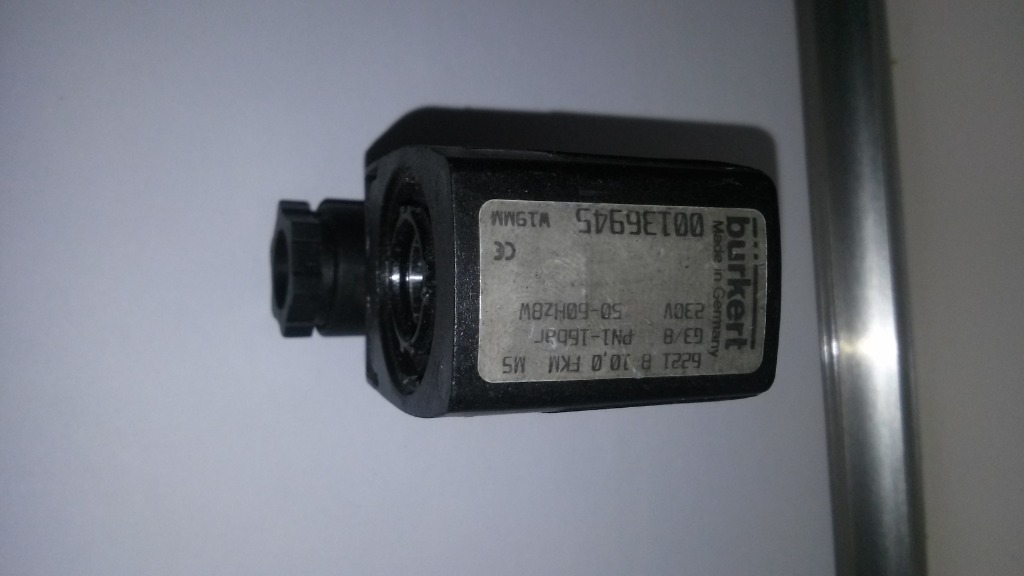 6221 B 10,0 FKM MS
G3/8 PN1-16bar
230V 50-60Hz8W
CE
00136945 W19MM
bürkert
Made in Germany